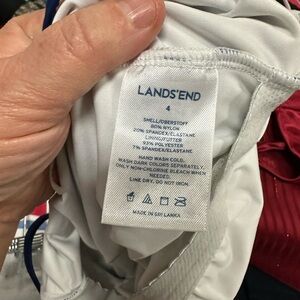 LANDS'END
4
SHELL/OBERSTOFF
80% NYLON
20% SPANDEX/ELASTANE
LINING/FUTTER
93% POLYESTER
7% SPANDEX/ELASTANE
HAND WASH COLD.
WASH DARK COLORS SEPARATELY.
ONLY NON-CHLORINE BLEACH WHEN
NEEDED.
LINE DRY. DO NOT IRON.
MADE IN SRI LANKA